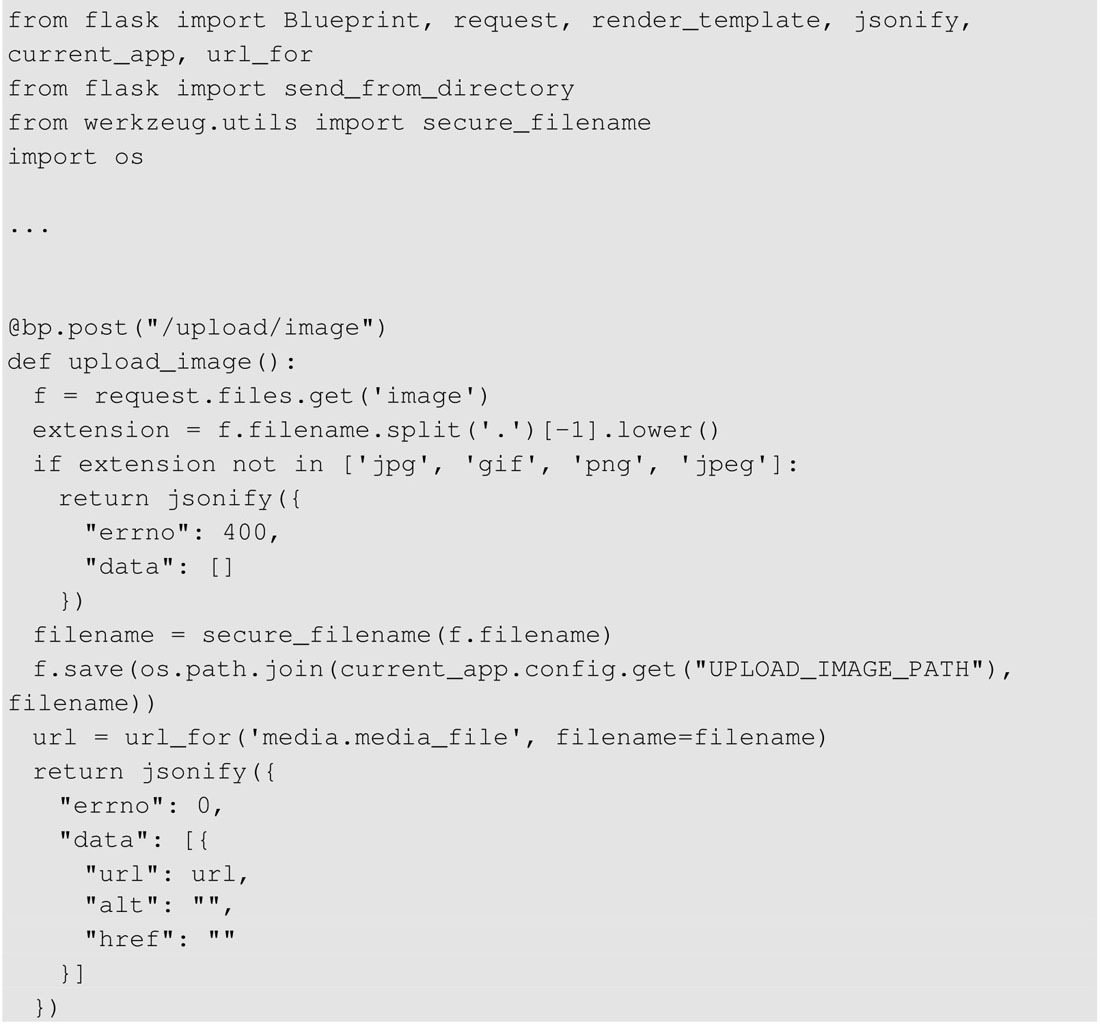 from flask import Blueprint, request, render_template, jsonify,
current_app, url_for
from flask import send_from_directory
from werkzeug.utils import secure_filename
import os

...


@bp.post("/upload/image")
def upload_image():
  f = request.files.get('image')
  extension = f.filename.split('.')[-1].lower()
  if extension not in ['jpg', 'gif', 'png', 'jpeg']:
    return jsonify({
      "errno": 400,
      "data": []
    })
  filename = secure_filename(f.filename)
  f.save(os.path.join(current_app.config.get("UPLOAD_IMAGE_PATH"),
filename))
  url = url_for('media.media_file', filename=filename)
  return jsonify({
    "errno": 0,
    "data": [{
      "url": url,
      "alt": "",
      "href": ""
    }]
  })